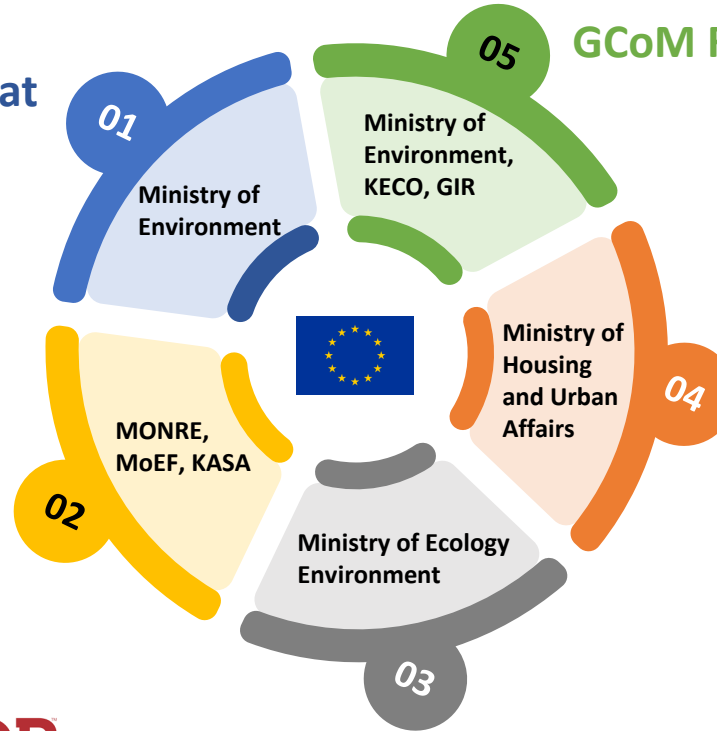 at
01
Ministry of
Environment
05
GCoM
Ministry of
Environment,
KECO, GIR
Ministry of
Housing
and Urban
Affairs
04
MONRE,
MoEF, KASA
02
Ministry of Ecology
Environment
03